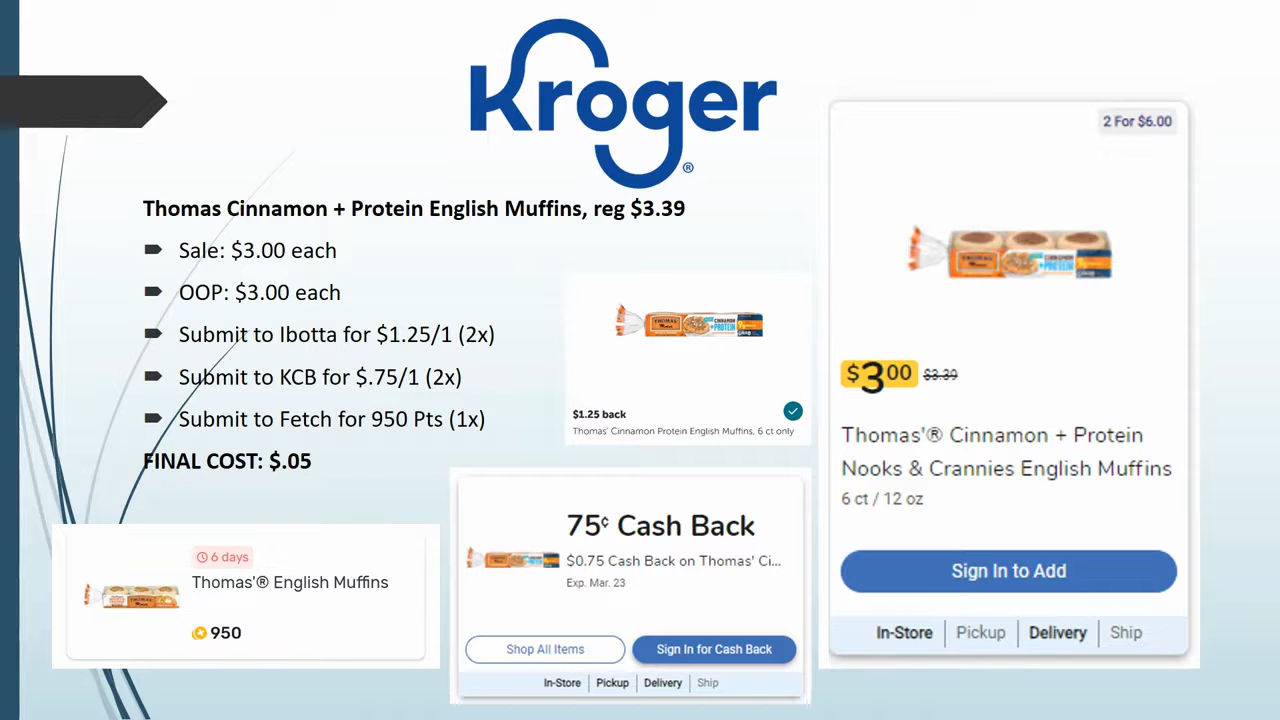 Kroger®
Thomas Cinnamon + Protein English Muffins, reg $3.39
Sale: $3.00 each
OOP: $3.00 each
Submit to Ibotta for $1.25/1 (2x)
Submit to KCB for $.75/1 (2x)
Submit to Fetch for 950 Pts (1x)
FINAL COST: $.05
$1.25 back
Thomas' Cinnamon Protein English Muffins, 6 ct only
6 days
Thomas'® English Muffins
950
75¢ Cash Back
$0.75 Cash Back on Thomas' Ci...
Exp. Mar. 23
Shop All Items
Sign In for Cash Back
In-Store
Pickup
Delivery
Ship
2 For $6.00
THOMAS
CINNAMON
+PROTEIN
$3.00 $3.39
Thomas'® Cinnamon + Protein
Nooks & Crannies English Muffins
6 ct / 12 oz
Sign In to Add
In-Store
Pickup
Delivery
Ship